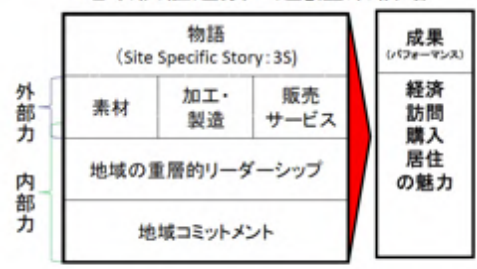 物語
(Site Specific Story:3S)
外部力
素材
加工・
製造
販売
サービス
内部力
地域の重層的リーダーシップ
地域コミットメント
成果
(パフォーマンス)
経済
訪問
購入
居住
の魅力